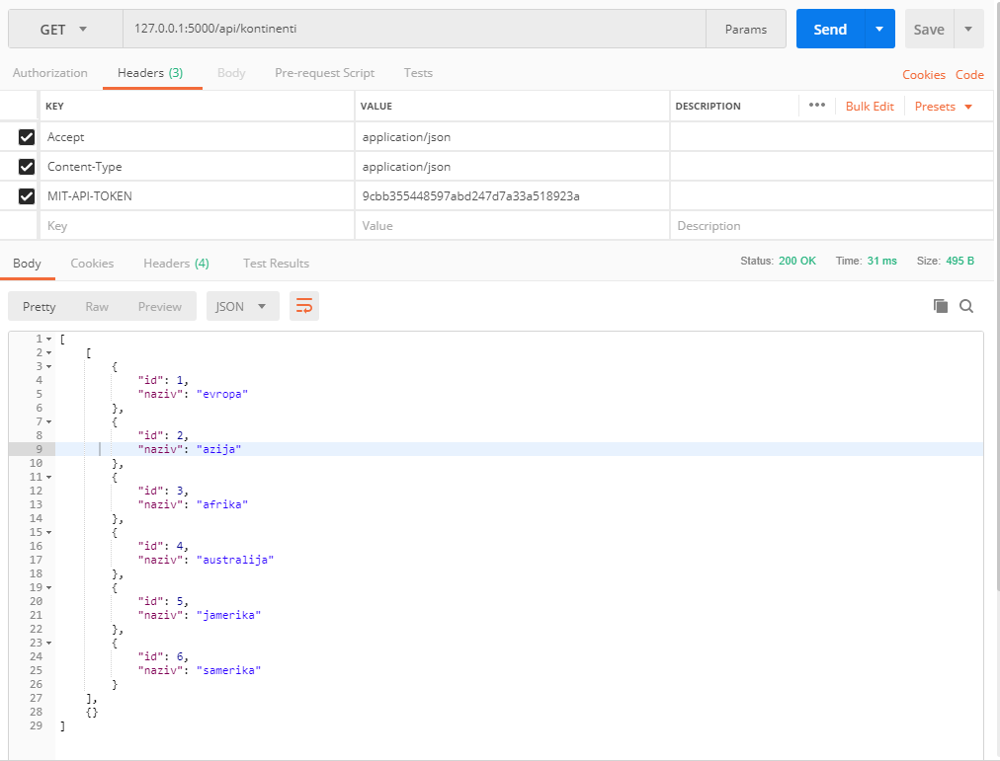 GET 127.0.0.1:5000/api/kontinenti Params Send Save
Authorization Headers (3) Body Pre-request Script Tests Cookies Code
KEY VALUE DESCRIPTION ••• Bulk Edit Presets
Accept application/json
Content-Type application/json
MIT-API-TOKEN 9cbb355448597abd247d7a33a518923a
Key Value Description
Body Cookies Headers (4) Test Results Status: 200 OK Time: 31 ms Size: 495 B
Pretty Raw Preview JSON
1 [
2 [
3 {
4 "id": 1,
5 "naziv": "evropa"
6 },
7 {
8 "id": 2,
9 "naziv": "azija"
10 },
11 {
12 "id": 3,
13 "naziv": "afrika"
14 },
15 {
16 "id": 4,
17 "naziv": "australija"
18 },
19 {
20 "id": 5,
21 "naziv": "jamerika"
22 },
23 {
24 "id": 6,
25 "naziv": "samerika"
26 }
27 ],
28 {}
29 ]